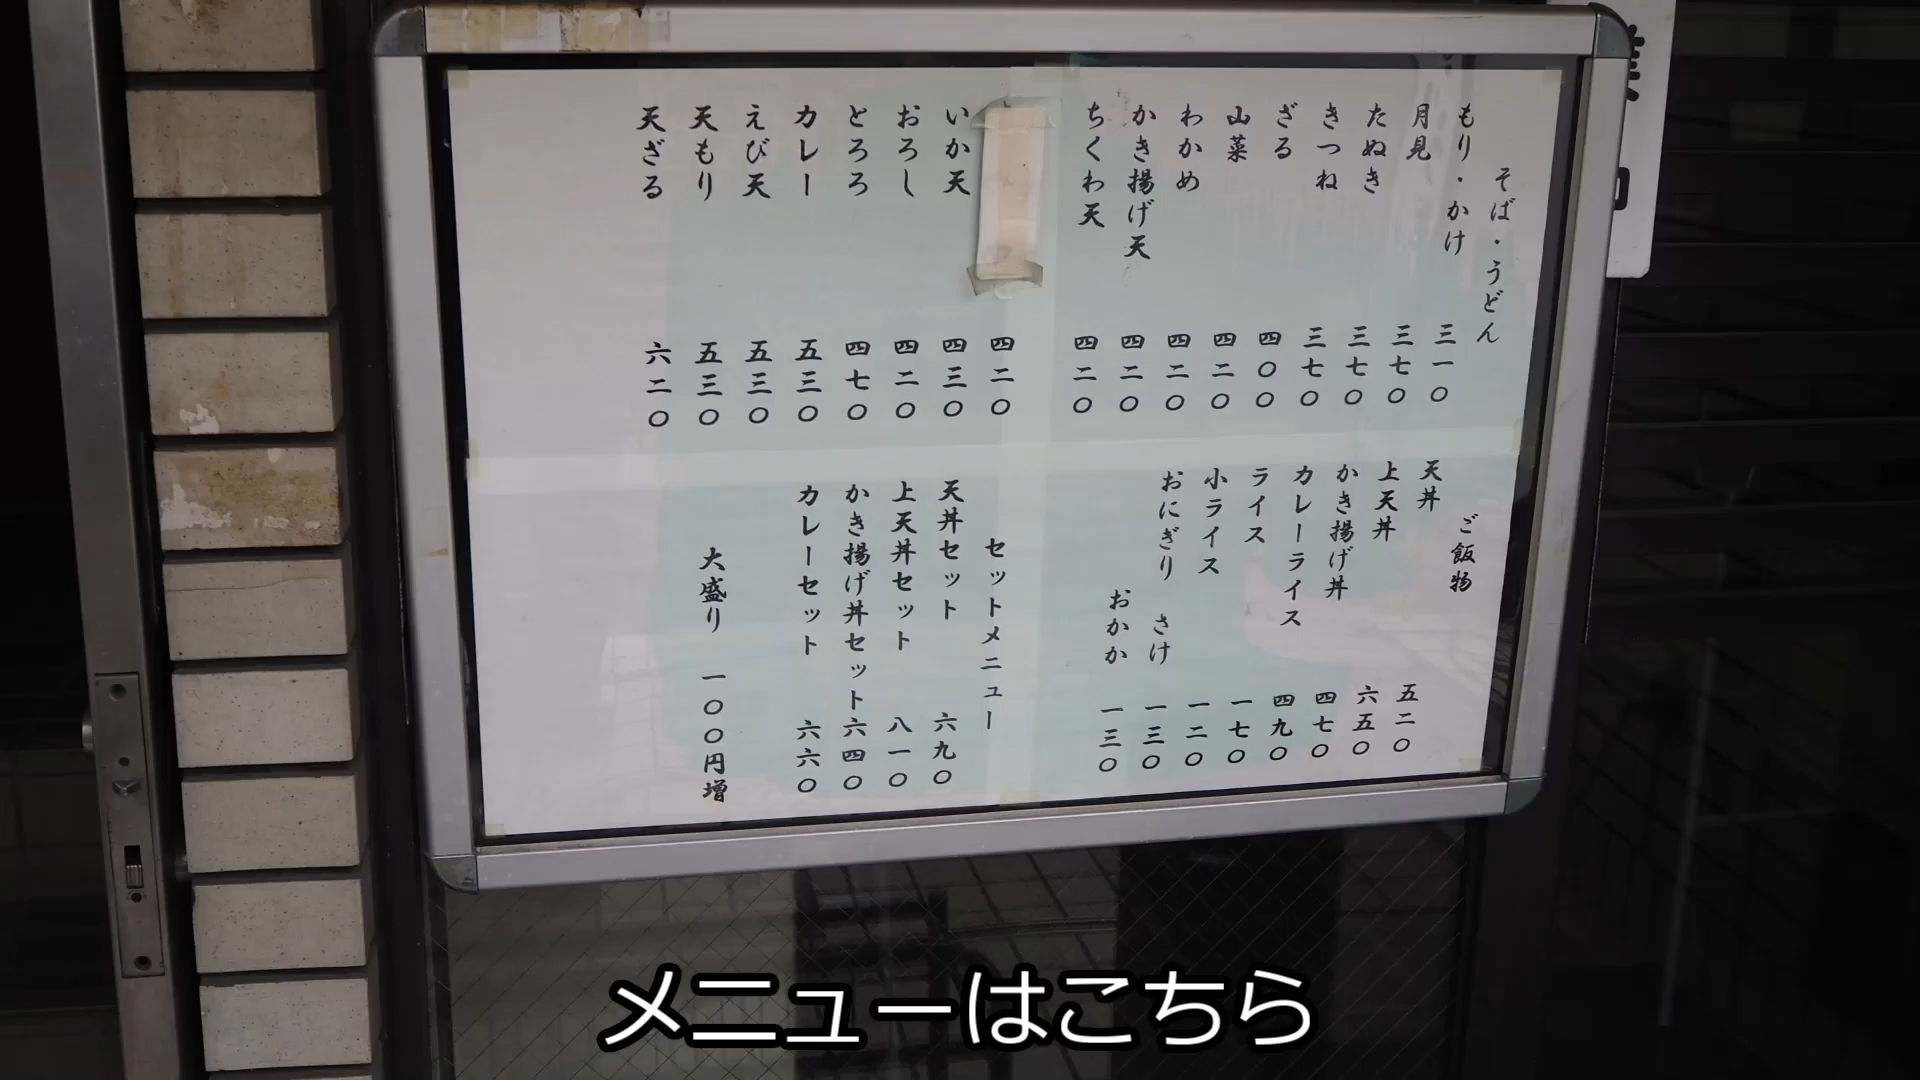 そば・うどん
もり・かけ 三一〇
月見 三七〇
たぬき 三七〇
きつね 三七〇
ざる 四〇〇
山菜 四二〇
わかめ 四二〇
かき揚げ天 四二〇
ちくわ天 四二〇
四二〇
いか天 四三〇
おろし 四二〇
とろろ 四七〇
カレー 五三〇
えび天 五三〇
天もり 五三〇
天ざる 六二〇
ご飯物
天丼 五二〇
上天丼 六五〇
かき揚げ丼 四七〇
カレーライス 四九〇
ライス 一七〇
小ライス 一二〇
おにぎり さけ 一三〇
おかか 一三〇
セットメニュー
天丼セット 六九〇
上天丼セット 八一〇
かき揚げ丼セット 六四〇
カレーセット 六六〇
大盛り 一〇〇円増
メニューはこちら